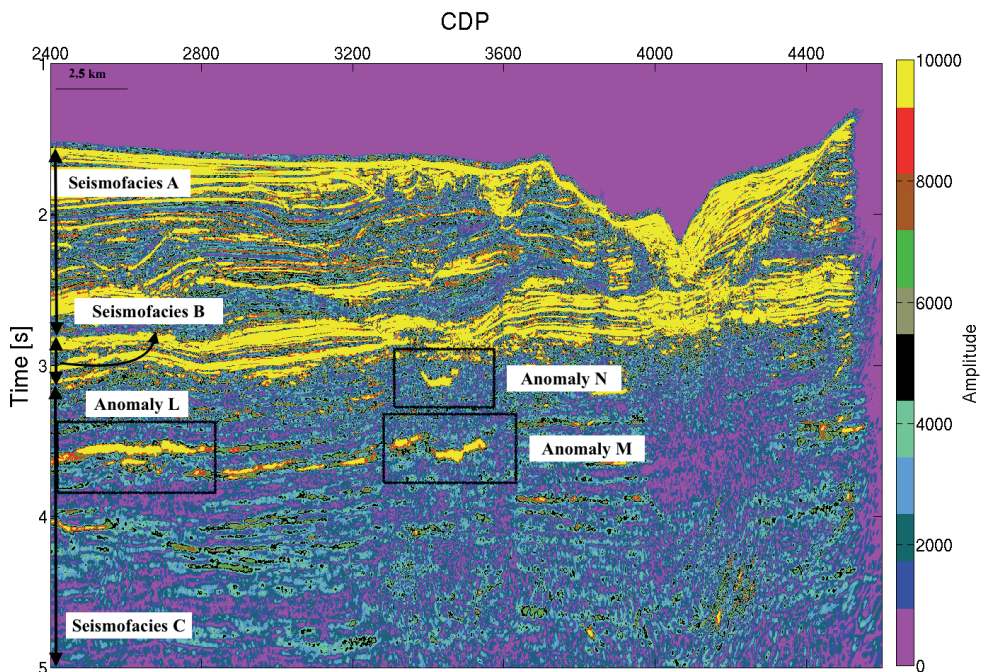 CDP
2400 2800 3200 3600 4000 4400
2,5 km
10000
Seismofacies A
8000
2
Seismofacies B
6000
Time [s]
Amplitude
3
Anomaly N
Anomaly L
4000
Anomaly M
4
2000
Seismofacies C
5
0